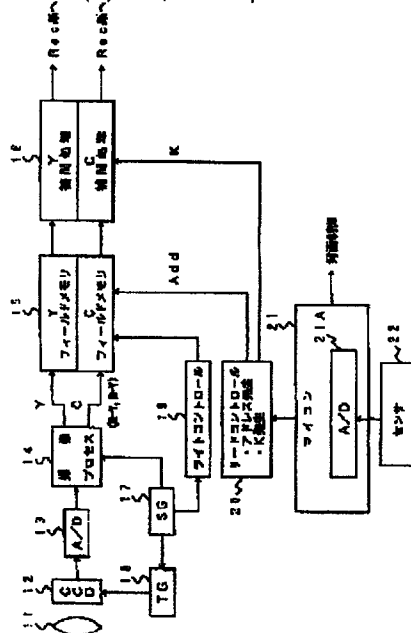 11
12
CCD
13
A/D
14
撮像
プロセス
Y
C
(R-Y, B-Y)
15
Y
フィールドメモリ
C
フィールドメモリ
16
Y
補間処理
C
補間処理
Rec系へ
Rec系へ
17
SG
18
TG
19
ライトコントロール
Add
K
20
リードコントロール
・アドレス発生
・K発生
21
マイコン
21A
A/D
22
センサ